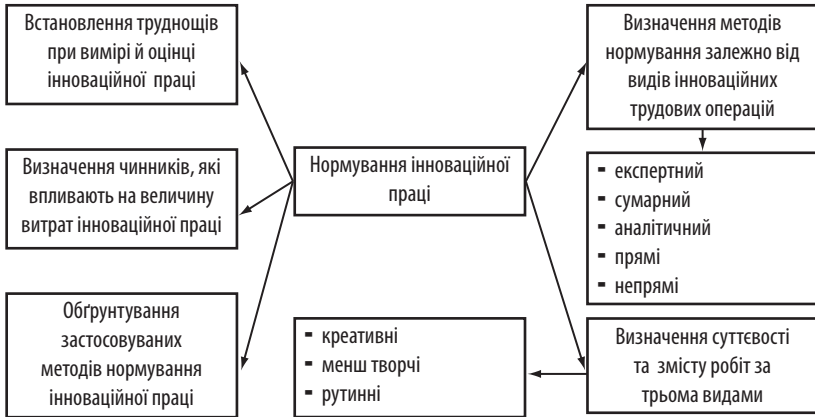 Встановлення труднощів
при вимірі й оцінці
інноваційної праці
Визначення чинників, які
впливають на величину
витрат інноваційної праці
Обґрунтування
застосовуваних
методів нормування
інноваційної праці
Нормування інноваційної
праці
- креативні
- менш творчі
- рутинні
Визначення методів
нормування залежно від
видів інноваційних
трудових операцій
- експертний
- сумарний
- аналітичний
- прямі
- непрямі
Визначення суттєвості
та змісту робіт за
трьома видами